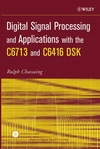 WILEY
Digital Signal Processing
and Applications with the
C6713 and C6416 DSK
Rulph Chassaing